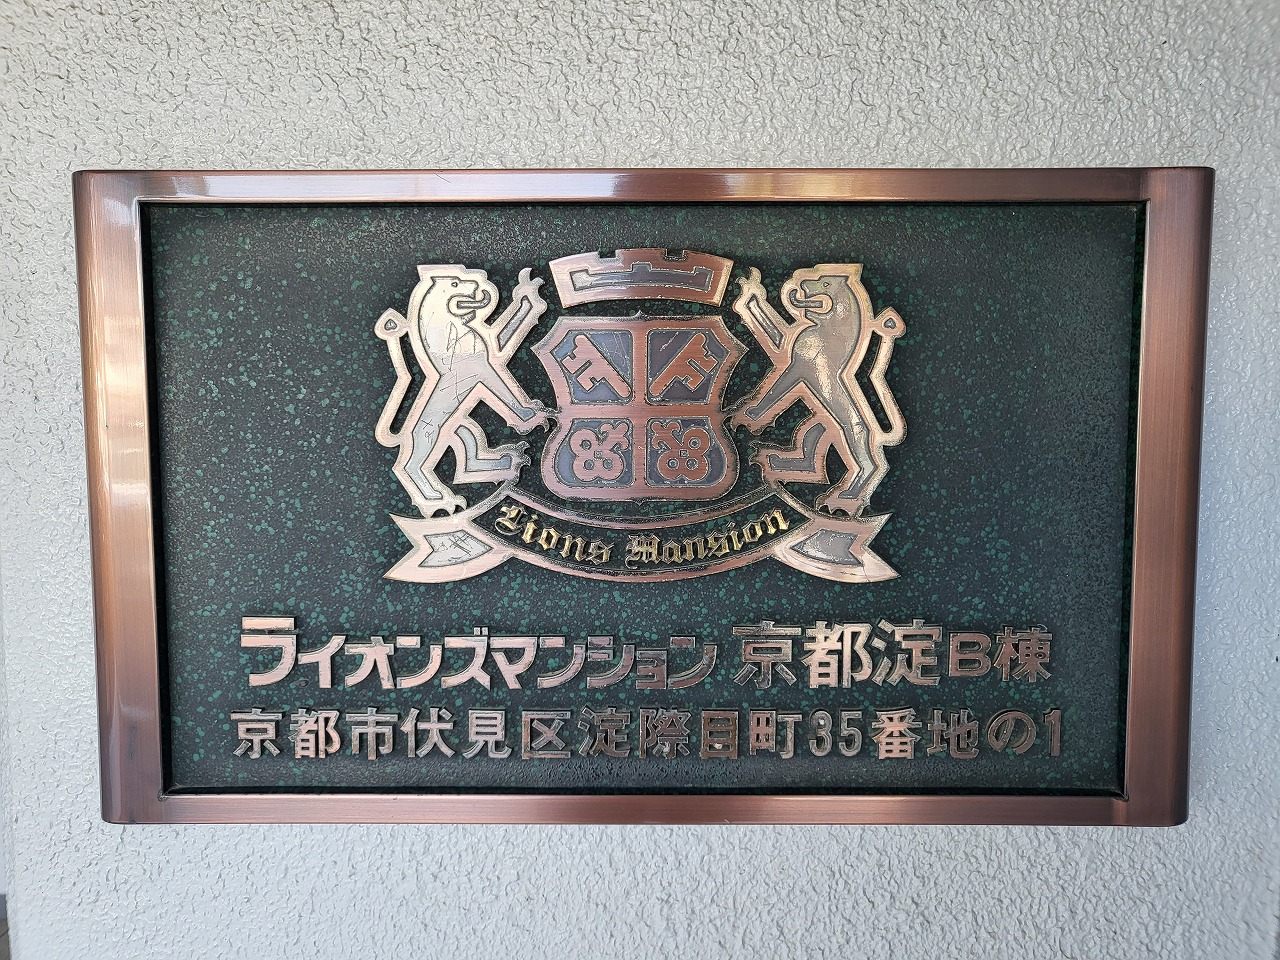 Lions Mansion
ライオンズマンション京都淀B棟
京都市伏見区淀際目町35番地の1